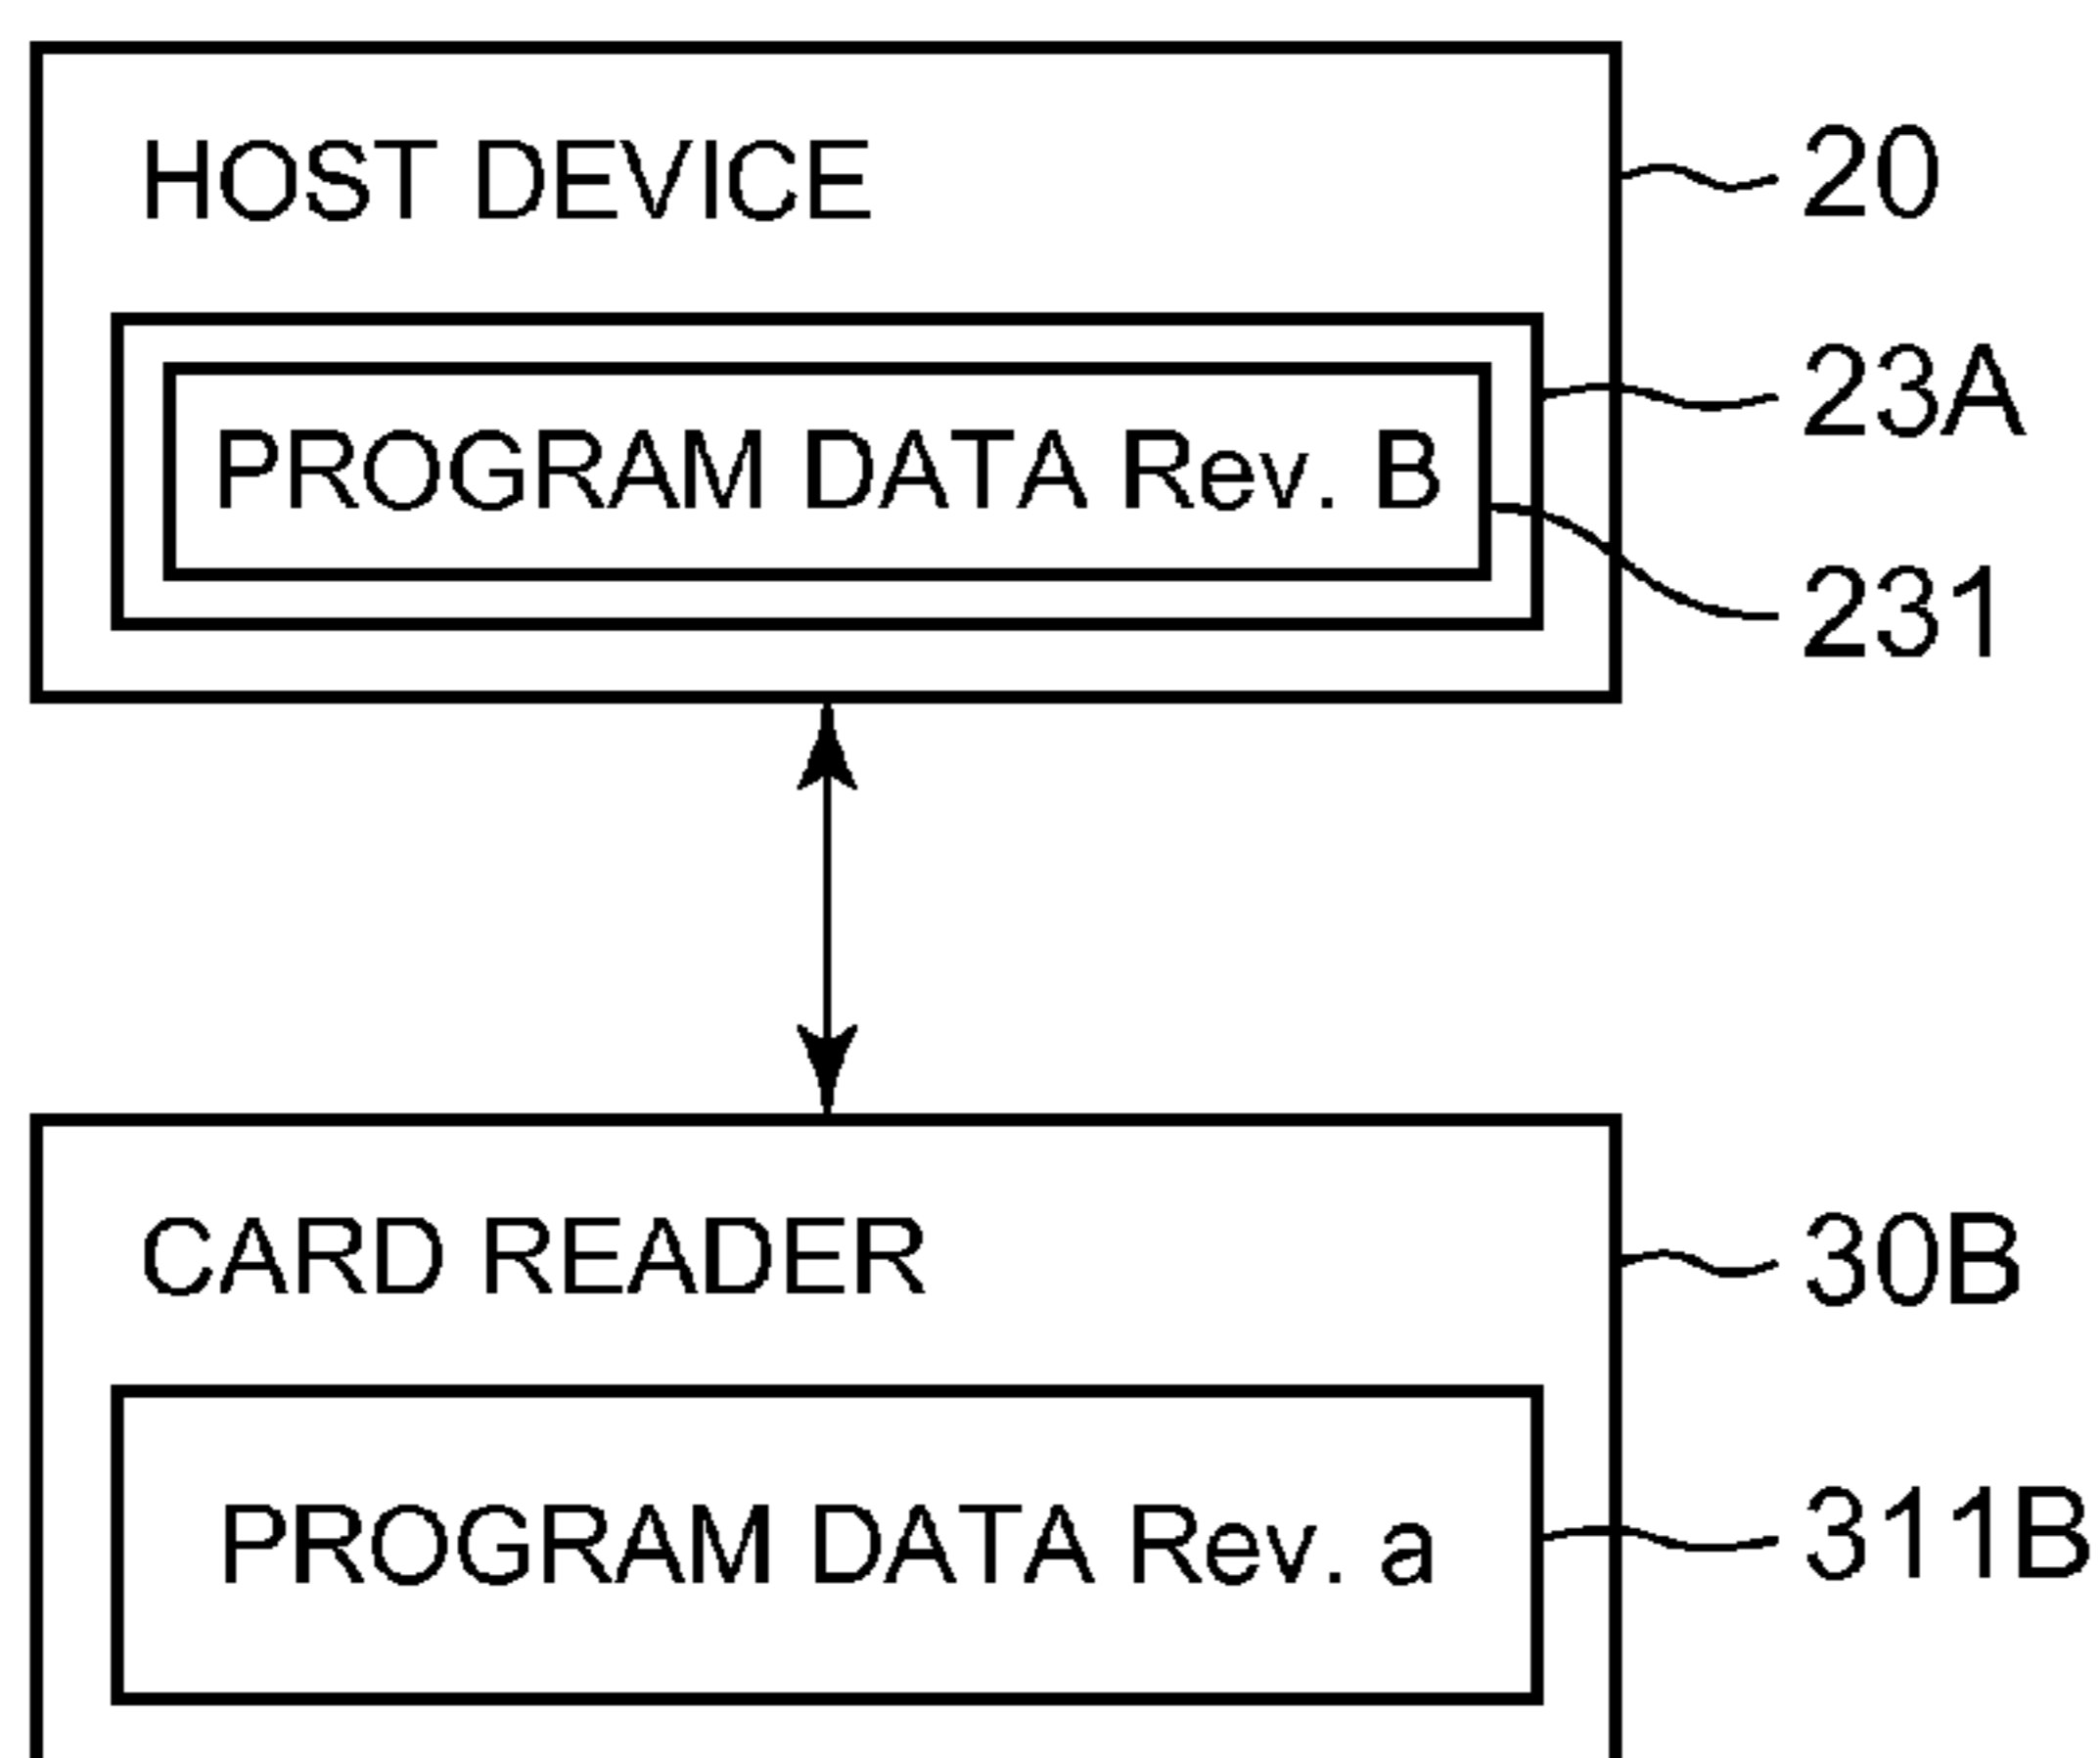 HOST DEVICE
20
23A
PROGRAM DATA Rev. B
231
CARD READER
30B
PROGRAM DATA Rev. a
311B